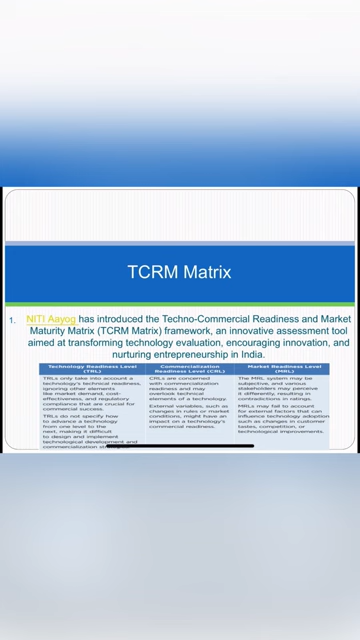 TCRM Matrix
1. NITI Aayog has introduced the Techno-Commercial Readiness and Market
Maturity Matrix (TCRM Matrix) framework, an innovative assessment tool
aimed at transforming technology evaluation, encouraging innovation, and
nurturing entrepreneurship in India.
Technology Readiness Level
(TRL)
TRLs only take into account a
technology's technical readiness,
ignoring other elements
like market demand, cost-
effectiveness, and regulatory
compliance that are crucial for
commercial success.
TRLs do not specify how
to advance a technology
from one level to the
next, making it difficult
to design and implement
technological development and
commercialization
Commercialization
Readiness Level (CRL)
CRLs are concerned
with commercialization
readiness and may
overlook technical
elements of a technology.
External variables, such as
changes in rules or market
conditions, might have an
impact on a technology's
commercial readiness.
Market Readiness Level
(MRL)
The MRL system may be
subjective, and various
stakeholders may perceive
it differently, resulting in
contradictions in ratings.
MRLs may fail to account
for external factors that can
influence technology adoption
such as changes in customer
tastes, competition, or
technological improvements.